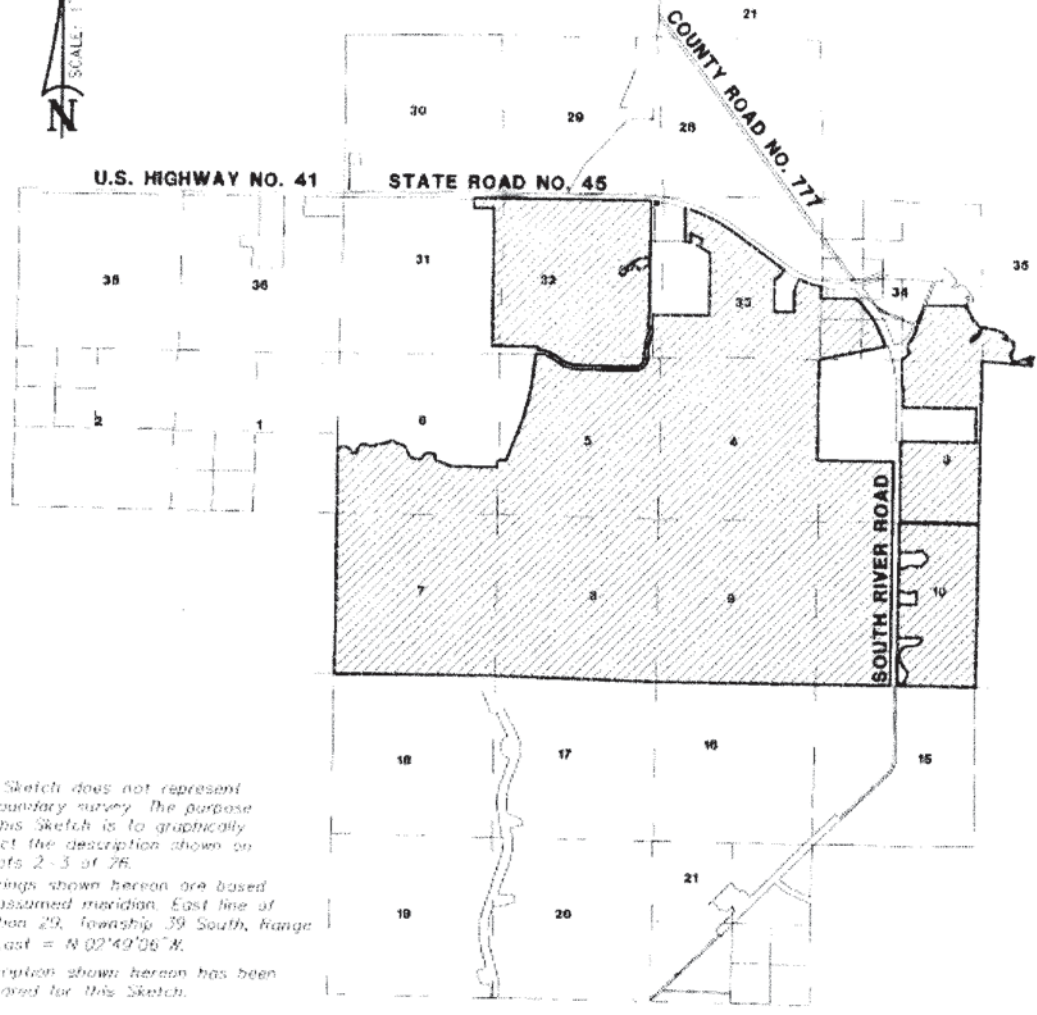 SCALE: 1
N
21
COUNTY ROAD NO. 777
30
29
28
U.S. HIGHWAY NO. 41
STATE ROAD NO. 45
35
36
31
32
33
34
35
2
1
6
5
4
3
SOUTH RIVER ROAD
7
8
9
10
18
17
16
15
19
20
21
Sketch does not represent
boundary survey. The purpose
this Sketch is to graphically
the description shown on
2-3 of 26.
shown hereon are based
assumed meridian. East line of
29, Township 39 South, Range
= N 02°49'06" W.
shown hereon has been
for this Sketch.